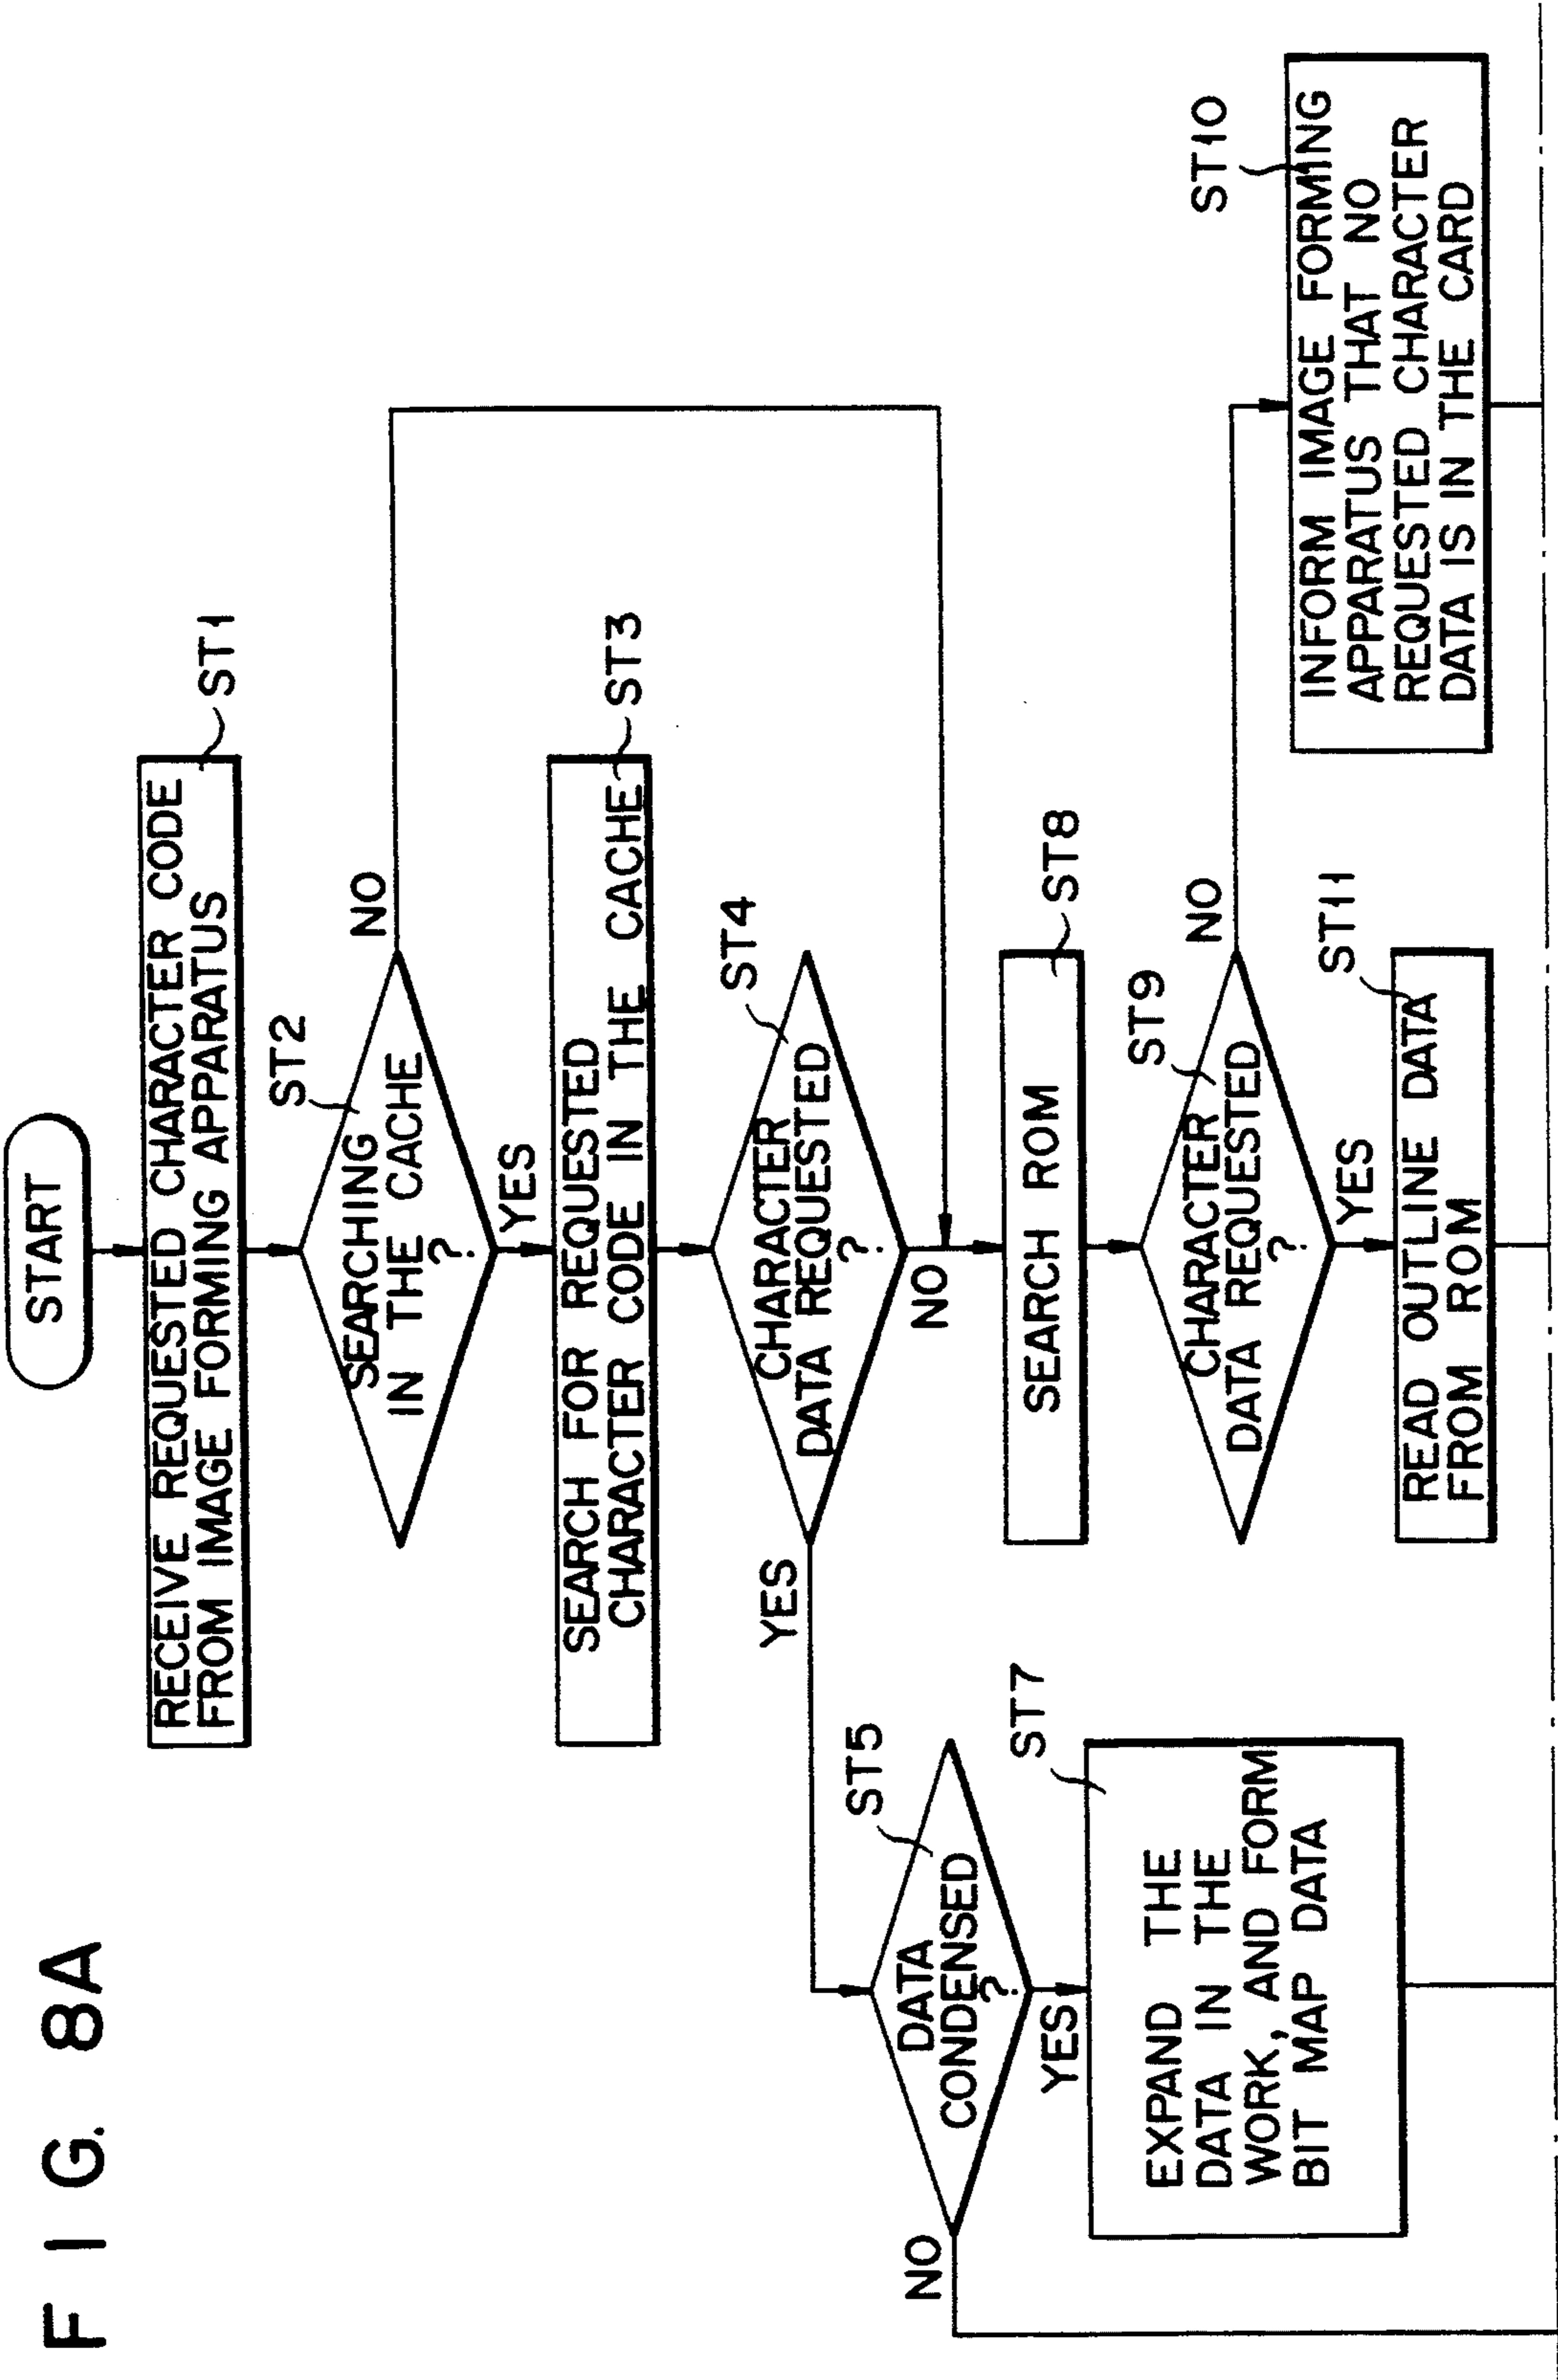 F I G. 8A
START
RECEIVE REQUESTED CHARACTER CODE
FROM IMAGE FORMING APPARATUS
ST1
ST2
SEARCHING
IN THE CACHE
?
NO
YES
SEARCH FOR REQUESTED
CHARACTER CODE IN THE CACHE
ST3
ST4
CHARACTER
DATA REQUESTED
?
YES
NO
ST5
DATA
CONDENSED
?
NO
YES
ST7
EXPAND THE
DATA IN THE
WORK, AND FORM
BIT MAP DATA
SEARCH ROM
ST8
ST9
CHARACTER
DATA REQUESTED
?
NO
YES
ST11
READ OUTLINE DATA
FROM ROM
ST10
INFORM IMAGE FORMING
APPARATUS THAT NO
REQUESTED CHARACTER
DATA IS IN THE CARD